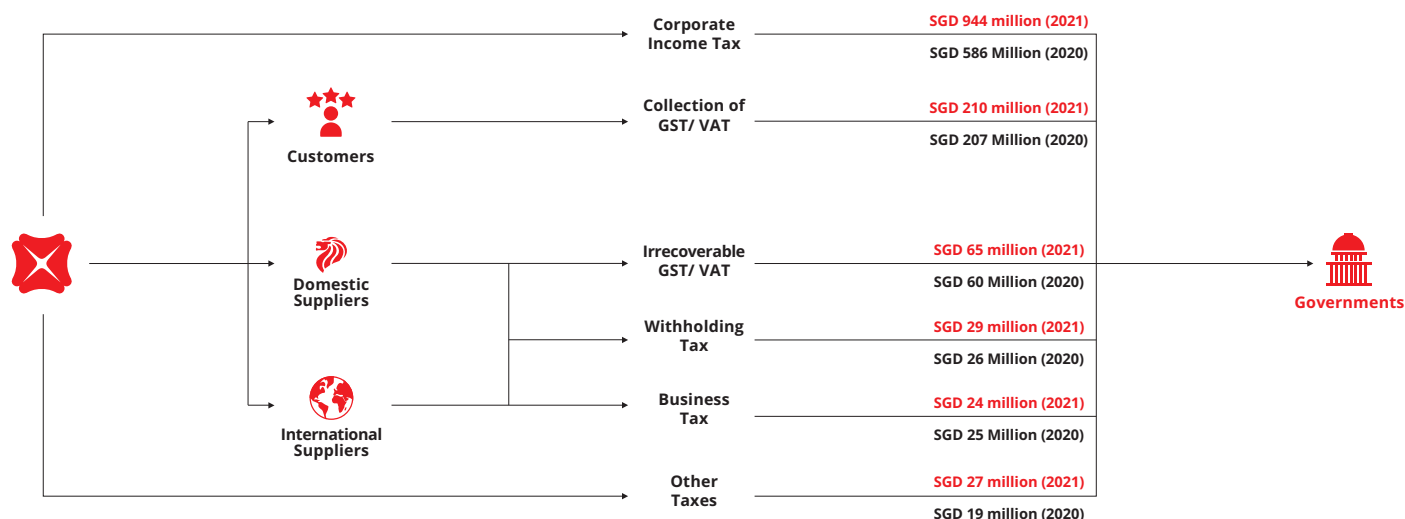 Corporate
Income Tax
SGD 944 million (2021)
SGD 586 Million (2020)
Customers
Collection of
GST/ VAT
SGD 210 million (2021)
SGD 207 Million (2020)
Domestic
Suppliers
Irrecoverable
GST/ VAT
SGD 65 million (2021)
SGD 60 Million (2020)
Governments
Withholding
Tax
SGD 29 million (2021)
SGD 26 Million (2020)
International
Suppliers
Business
Tax
SGD 24 million (2021)
SGD 25 Million (2020)
Other
Taxes
SGD 27 million (2021)
SGD 19 million (2020)